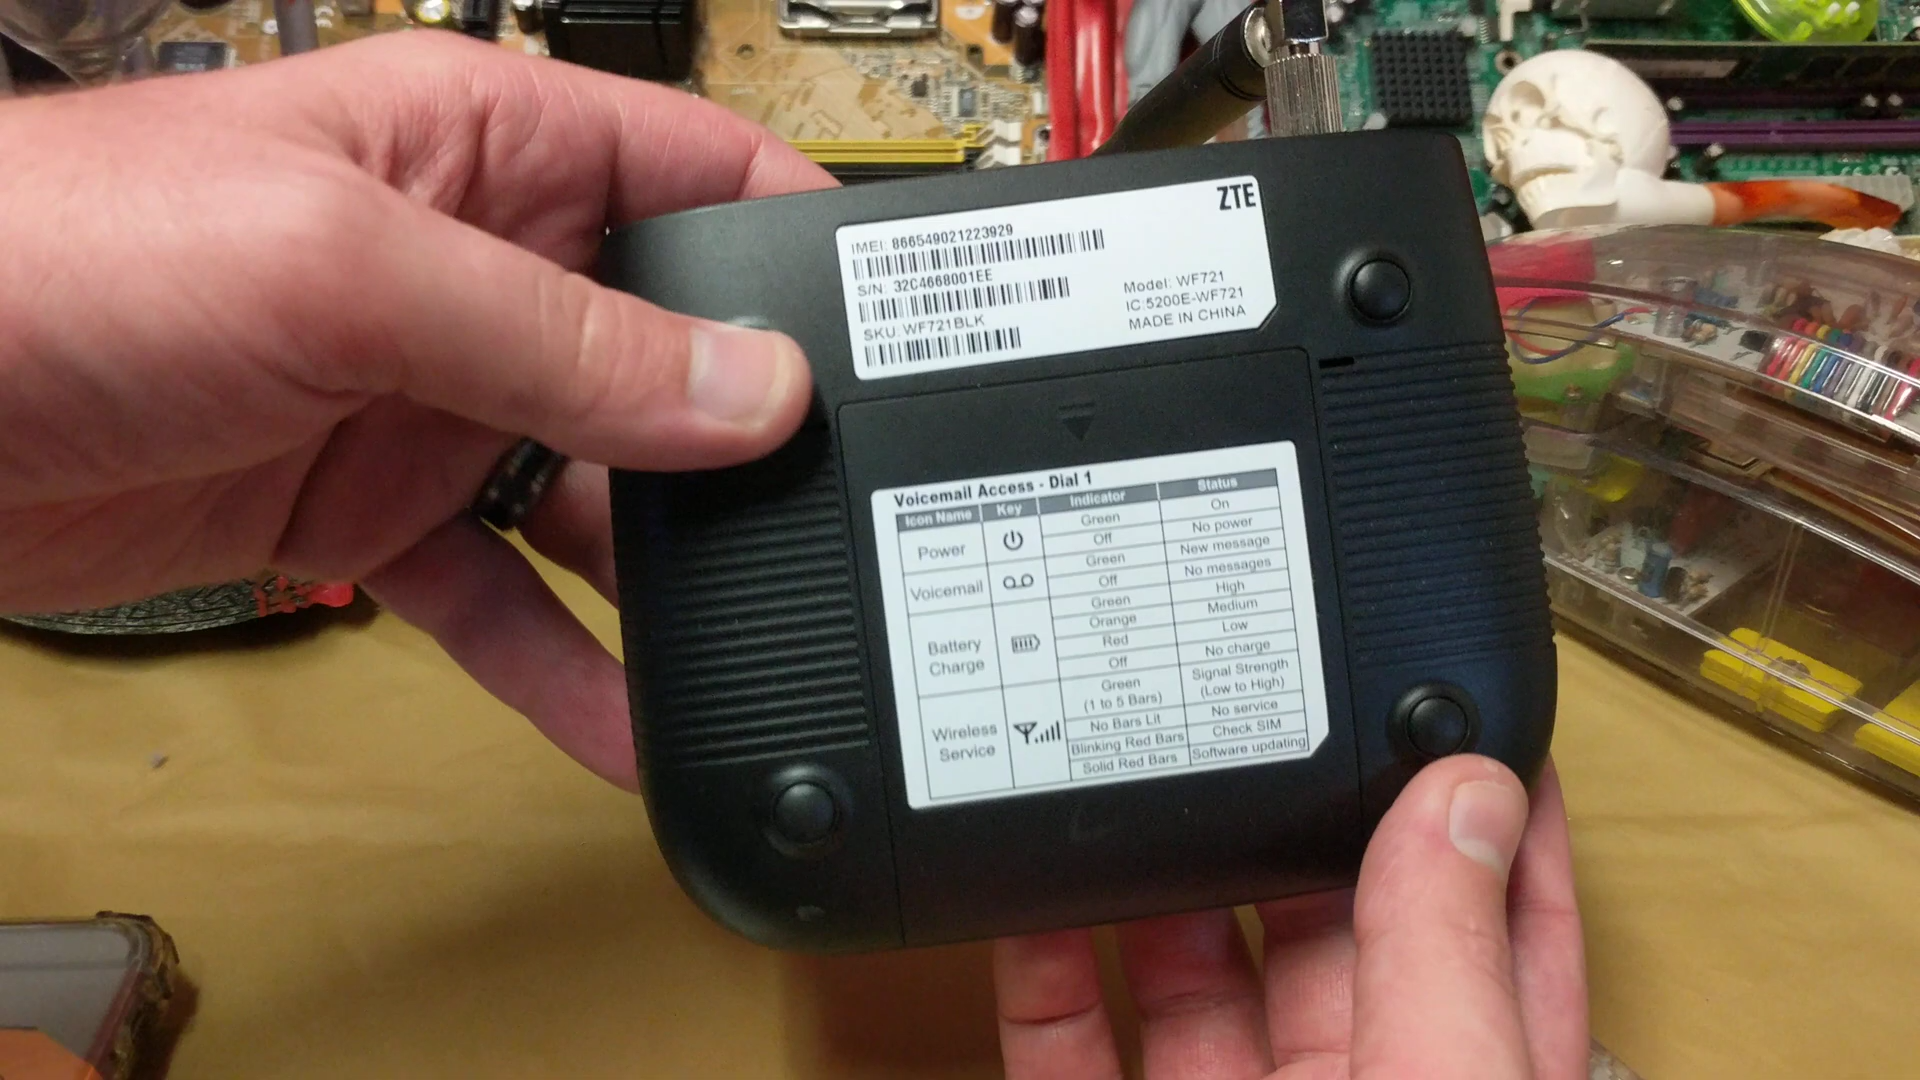 ZTE
IMEI: 866549021223929
S/N: 32C4668001EE
SKU: WF721BLK
Model: WF721
IC:5200E-WF721
MADE IN CHINA
Voicemail Access - Dial 1
Icon Name Key Indicator Status
Power Green On
Off No power
Voicemail Green New message
Off No messages
Battery Charge Green High
Orange Medium
Red Low
Off No charge
Wireless Service Green (1 to 5 Bars) Signal Strength (Low to High)
No Bars Lit No service
Blinking Red Bars Check SIM
Solid Red Bars Software updating